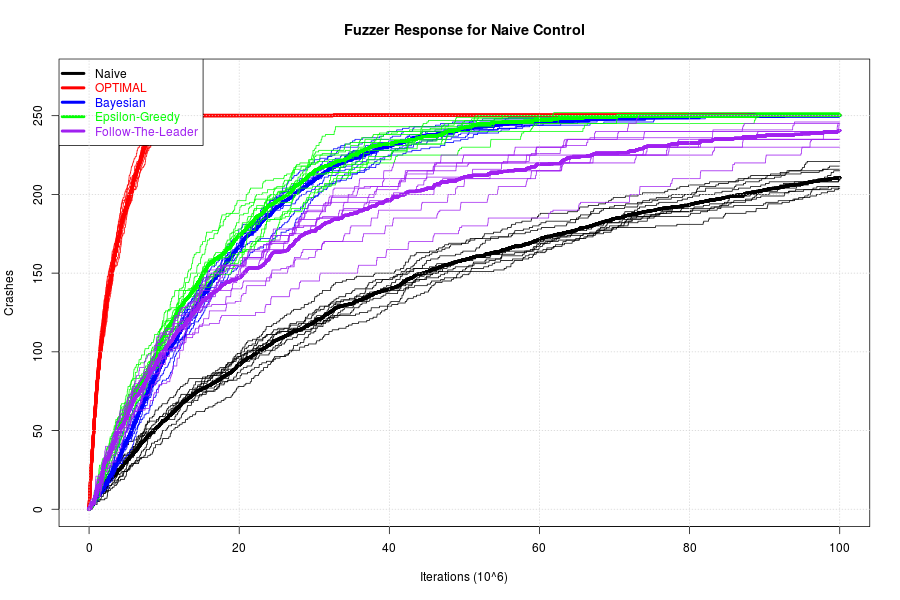 Fuzzer Response for Naive Control
Naive
OPTIMAL
Bayesian
Epsilon-Greedy
Follow-The-Leader
Crashes
250
200
150
100
50
0
0 20 40 60 80 100
Iterations (10^6)